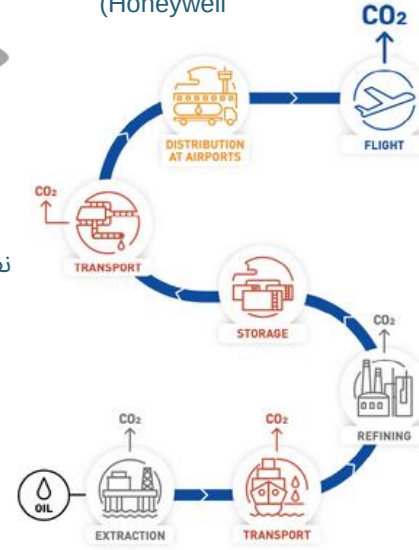 (Honeywell
CO₂
DISTRIBUTION
AT AIRPORTS
FLIGHT
CO₂
TRANSPORT
STORAGE
CO₂
REFINING
CO₂
CO₂
OIL
EXTRACTION
TRANSPORT